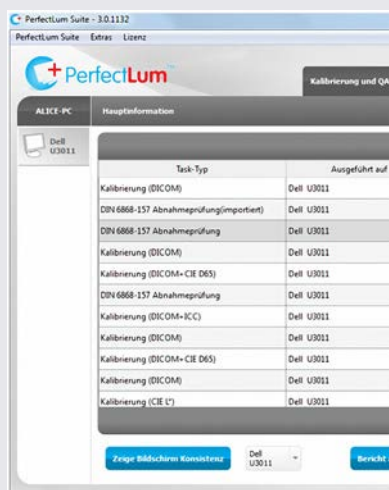 PerfectLum Suite - 3.0.1132
PerfectLum Suite Extras Lizenz
PerfectLum
Kalibrierung und QA
ALICE-PC Hauptinformation
Dell
U3011
Task-Typ Ausgeführt auf
Kalibrierung (DICOM) Dell U3011
DIN 6868-157 Abnahmeprüfung(importiert) Dell U3011
DIN 6868-157 Abnahmeprüfung Dell U3011
Kalibrierung (DICOM) Dell U3011
Kalibrierung (DICOM+CIE D65) Dell U3011
DIN 6868-157 Abnahmeprüfung Dell U3011
Kalibrierung (DICOM+ICC) Dell U3011
Kalibrierung (DICOM) Dell U3011
Kalibrierung (DICOM+CIE D65) Dell U3011
Kalibrierung (DICOM) Dell U3011
Kalibrierung (CIE L*) Dell U3011
Zeige Bildschirm Konsistenz
Dell
U3011
Bericht